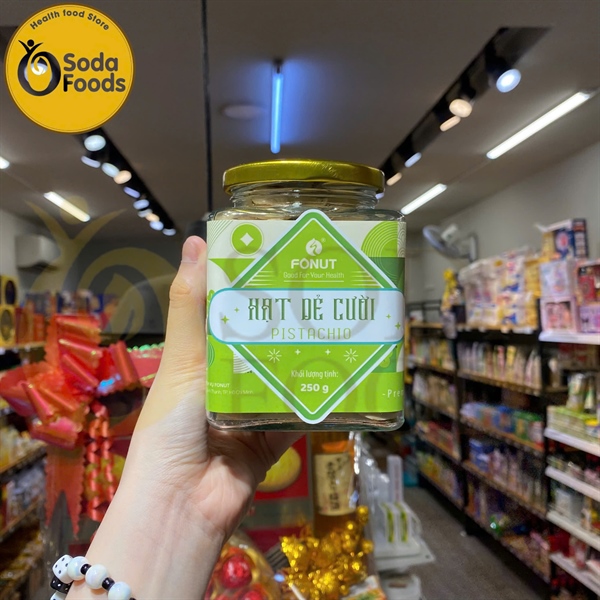 Health food Store
Soda
Foods
FONUT
Good For Your Health
HẠT DẺ CƯỜI
PISTACHIO
Khối lượng tịnh:
250 g